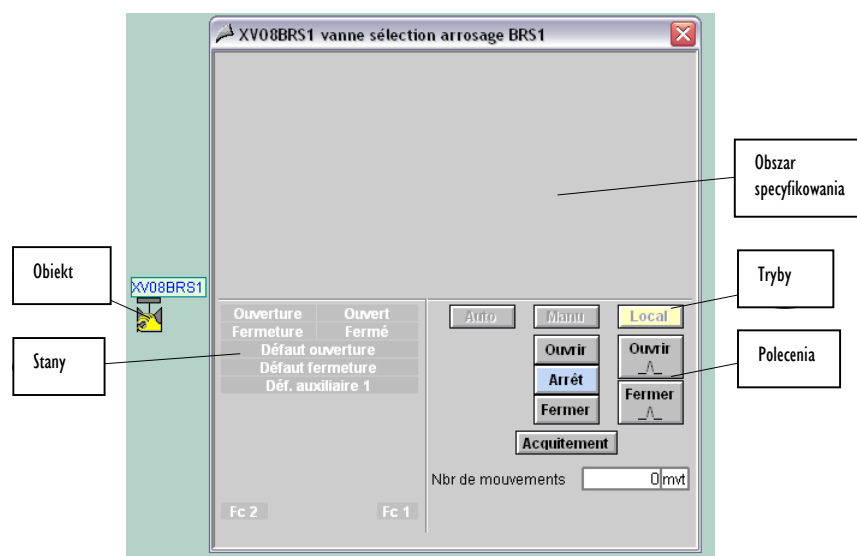 XV08BRS1 vanne sélection arrosage BRS1
Obszar
specyfikowania
Obiekt
XV08BRS1
Tryby
Stany
Polecenia
Ouverture Ouvert
Fermeture Fermé
Défaut ouverture
Défaut fermeture
Déf. auxiliaire 1
Fc 2 Fc 1
Auto Manu Local
Ouvrir
Arrêt
Fermer
Ouvrir
_/\_
Fermer
_/\_
Acquitement
Nbr de mouvements 0 mvt